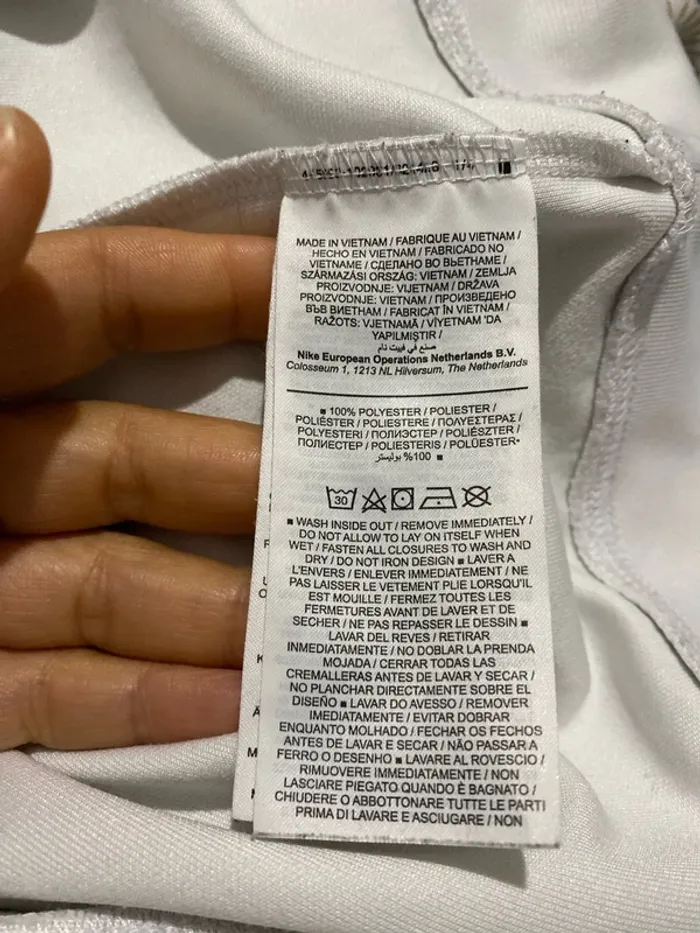 MADE IN VIETNAM / FABRIQUE AU VIETNAM /
HECHO EN VIETNAM / FABRICADO NO
VIETNAME / СДЕЛАНО ВО ВЬЕТНАМЕ /
SZÁRMAZÁSI ORSZÁG: VIETNAM / ZEMLJA
PROIZVODNJE: VIJETNAM / DRŽAVA
PROIZVODNJE: VIETNAM / ПРОИЗВЕДЕНО
ВЪВ ВИЕТНАМ / FABRICAT ÎN VIETNAM /
RAŽOTS: VJETNAMĀ / VİYETNAM 'DA
YAPILMIŞTIR /
صنع في فييت نام
Nike European Operations Netherlands B.V.
Colosseum 1, 1213 NL Hilversum, The Netherlands
■ 100% POLYESTER / POLIESTER /
POLIÉSTER / POLIESTERE / ΠΟΛΥΕΣΤΕΡΑΣ /
POLYESTERI / ПОЛИЭСТЕР / POLIÉSZTER /
ПОЛИЕСТЕР / POLIESTERIS / POLÜESTER
100% بوليستر ■
30
■ WASH INSIDE OUT / REMOVE IMMEDIATELY /
DO NOT ALLOW TO LAY ON ITSELF WHEN
WET / FASTEN ALL CLOSURES TO WASH AND
DRY / DO NOT IRON DESIGN ■ LAVER A
L'ENVERS / ENLEVER IMMEDIATEMENT / NE
PAS LAISSER LE VETEMENT PLIE LORSQU'IL
EST MOUILLE / FERMEZ TOUTES LES
FERMETURES AVANT DE LAVER ET DE
SECHER / NE PAS REPASSER LE DESSIN ■
LAVAR DEL REVES / RETIRAR
INMEDIATAMENTE / NO DOBLAR LA PRENDA
MOJADA / CERRAR TODAS LAS
CREMALLERAS ANTES DE LAVAR Y SECAR /
NO PLANCHAR DIRECTAMENTE SOBRE EL
DISEÑO ■ LAVAR DO AVESSO / REMOVER
IMEDIATAMENTE / EVITAR DOBRAR
ENQUANTO MOLHADO / FECHAR OS FECHOS
ANTES DE LAVAR E SECAR / NÃO PASSAR A
FERRO O DESENHO ■ LAVARE AL ROVESCIO /
RIMUOVERE IMMEDIATAMENTE / NON
LASCIARE PIEGATO QUANDO È BAGNATO /
CHIUDERE O ABBOTTONARE TUTTE LE PARTI
PRIMA DI LAVARE E ASCIUGARE / NON